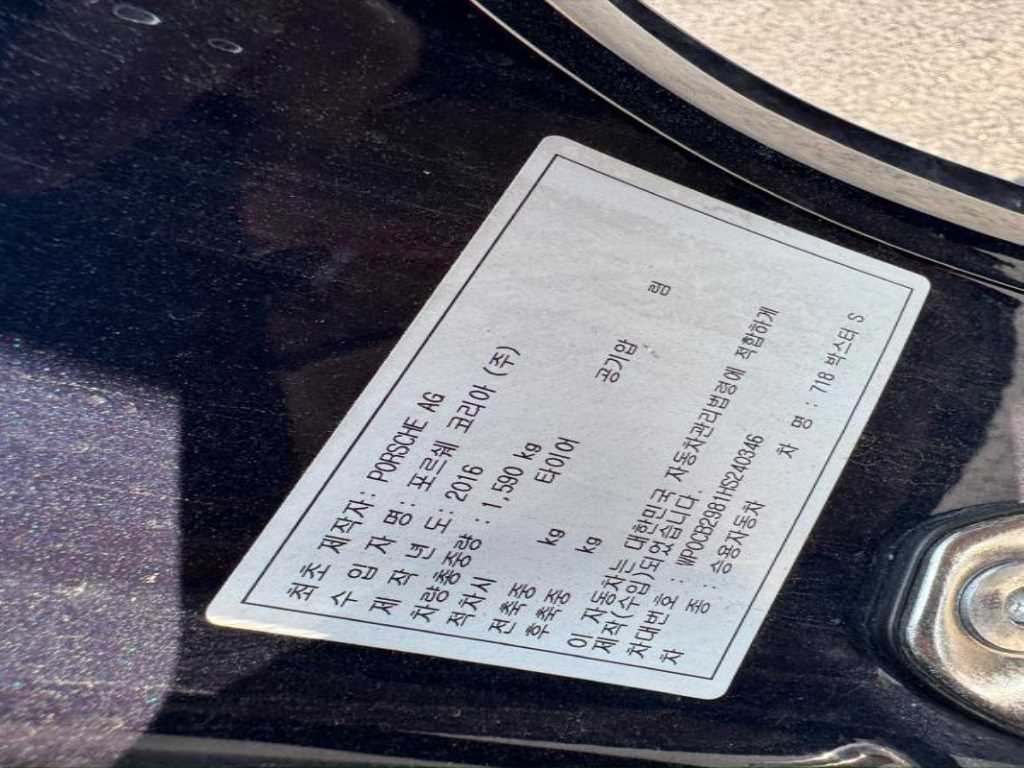 최초 제작자: PORSCHE AG
수 입 자 명: 포르쉐 코리아 (주)
제 작 년 도: 2016
차량총중량 : 1,590 kg
적차시 타이어 공기압 림
전축중 kg
후축중 kg
이 자동차는 대한민국 자동차관리법령에 적합하게
제작(수입)되었습니다.
차대번호 : WP0CB2981HS240346
차 종 : 승용자동차 차 명 : 718 박스터 S